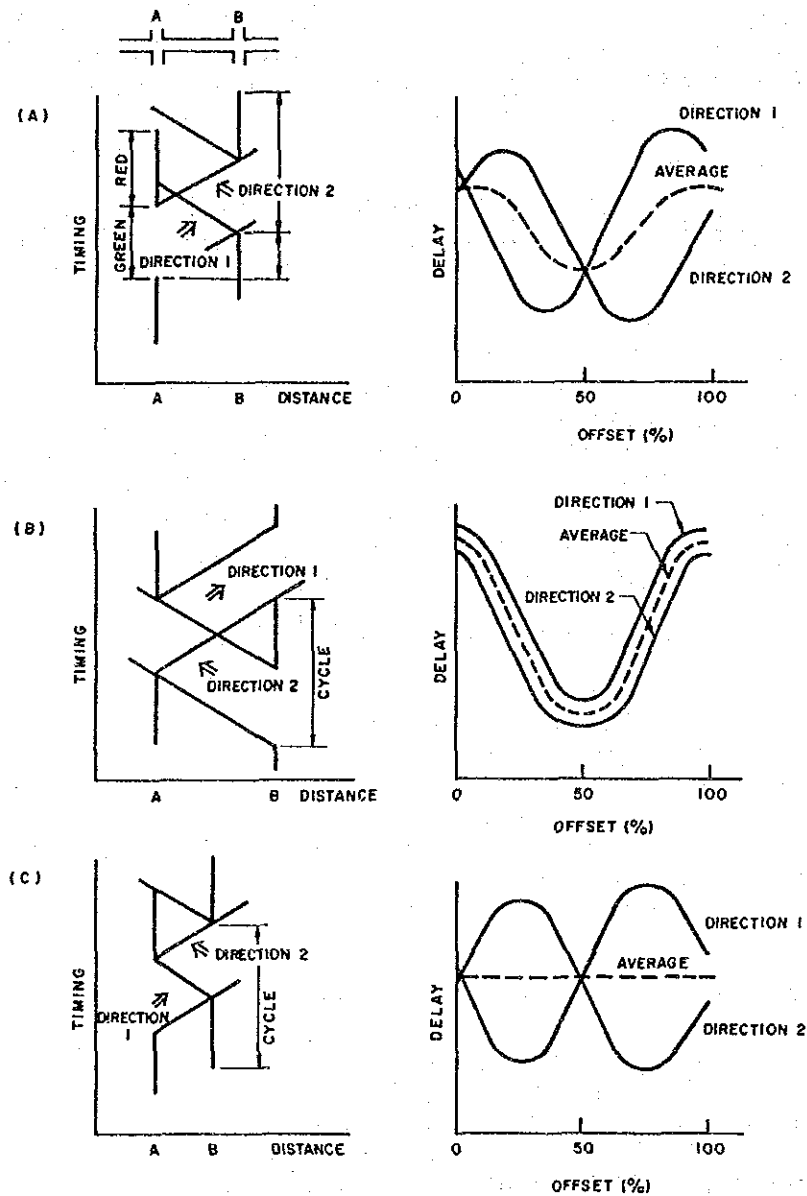 A B
(A)
TIMING
RED
GREEN
DIRECTION 2
DIRECTION 1
A B DISTANCE
DELAY
DIRECTION 1
AVERAGE
DIRECTION 2
0 50 100
OFFSET (%)
(B)
TIMING
DIRECTION 1
DIRECTION 2
CYCLE
A B DISTANCE
DELAY
DIRECTION 1
AVERAGE
DIRECTION 2
0 50 100
OFFSET (%)
(C)
TIMING
DIRECTION 2
DIRECTION
1
CYCLE
A B DISTANCE
DELAY
DIRECTION 1
AVERAGE
DIRECTION 2
0 50 100
OFFSET (%)